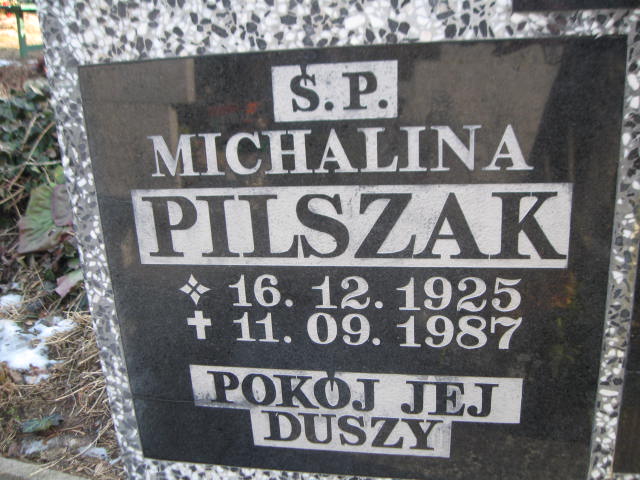 Ś.P.
MICHALINA
PILSZAK
16. 12. 1925
11. 09. 1987
POKÓJ JEJ
DUSZY